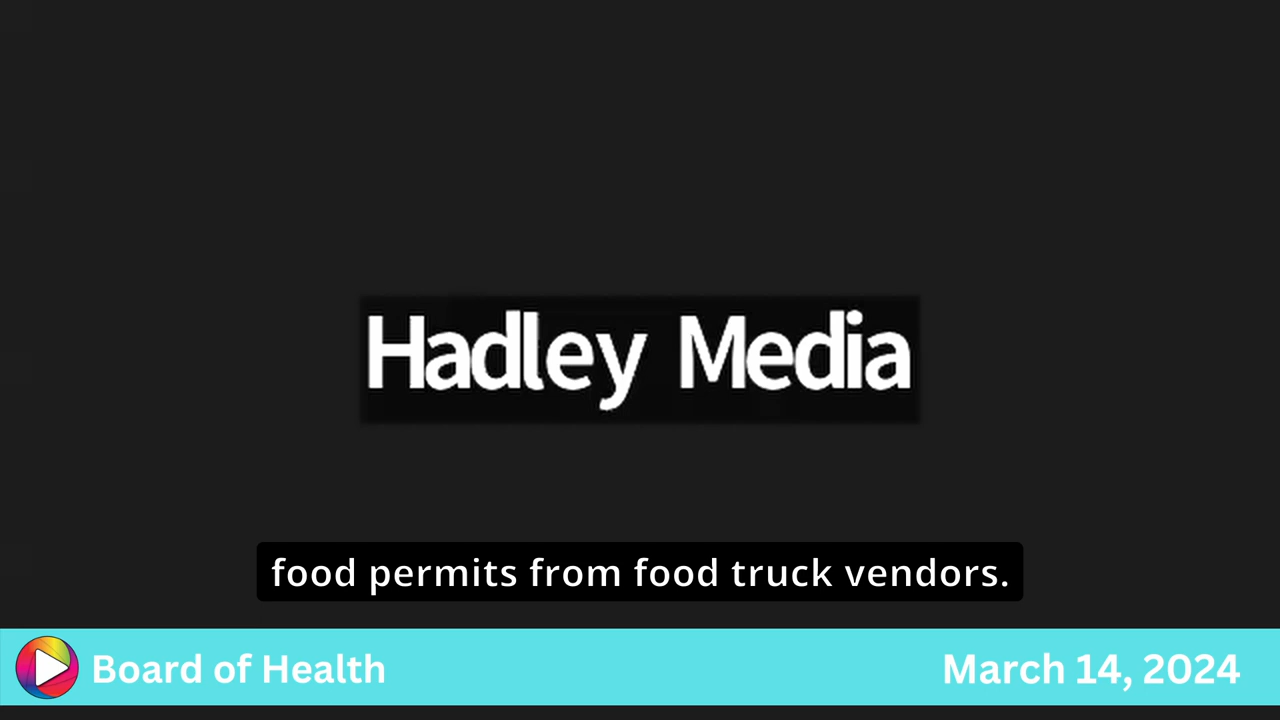 Hadley Media
food permits from food truck vendors.
Board of Health
March 14, 2024